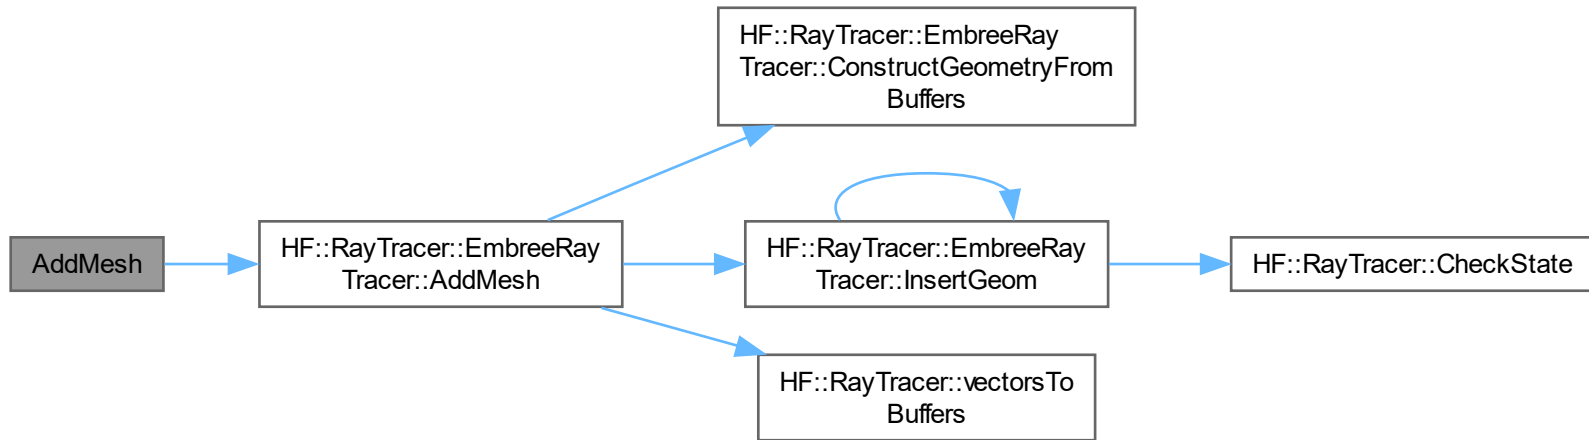 HF::RayTracer::EmbreeRay
Tracer::ConstructGeometryFrom
Buffers
AddMesh
HF::RayTracer::EmbreeRay
Tracer::AddMesh
HF::RayTracer::EmbreeRay
Tracer::InsertGeom
HF::RayTracer::CheckState
HF::RayTracer::vectorsTo
Buffers